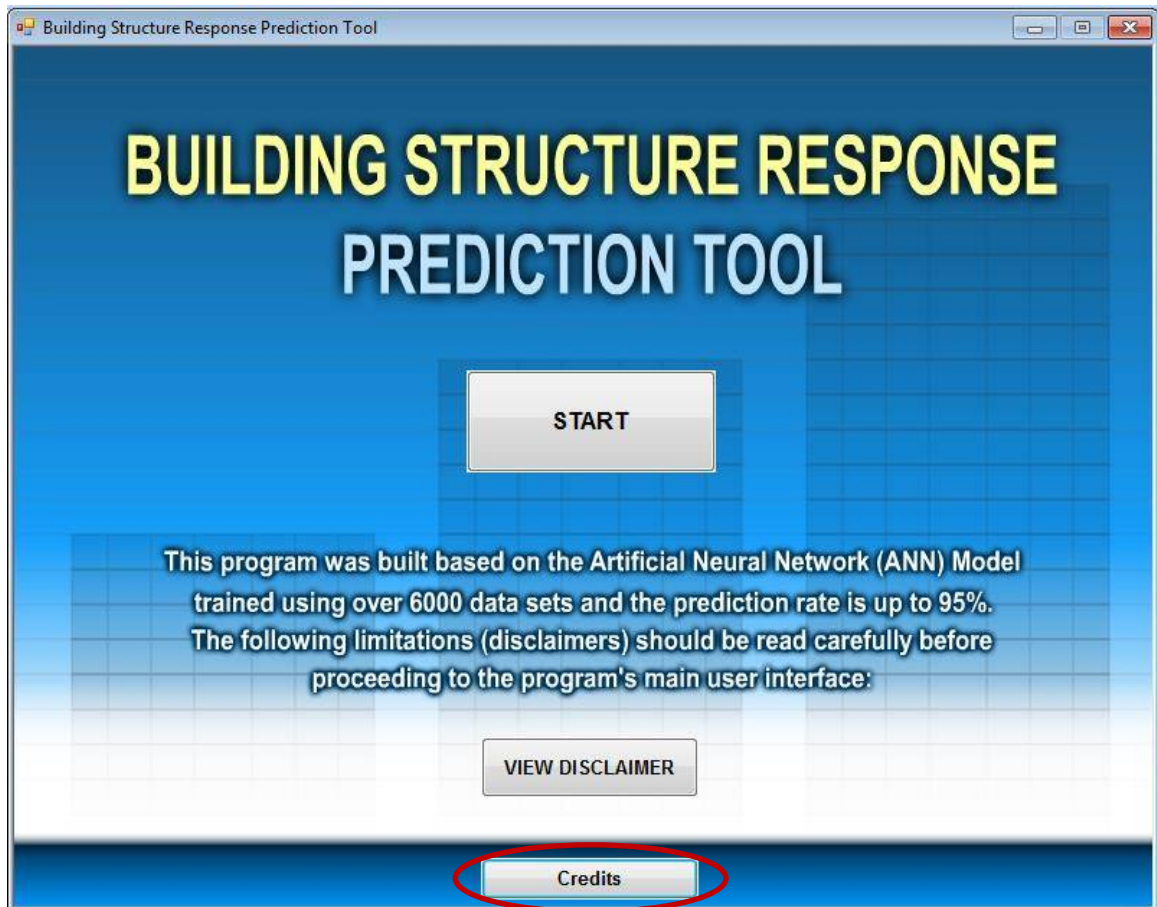 Building Structure Response Prediction Tool
BUILDING STRUCTURE RESPONSE
PREDICTION TOOL
START
This program was built based on the Artificial Neural Network (ANN) Model
trained using over 6000 data sets and the prediction rate is up to 95%.
The following limitations (disclaimers) should be read carefully before
proceeding to the program's main user interface:
VIEW DISCLAIMER
Credits